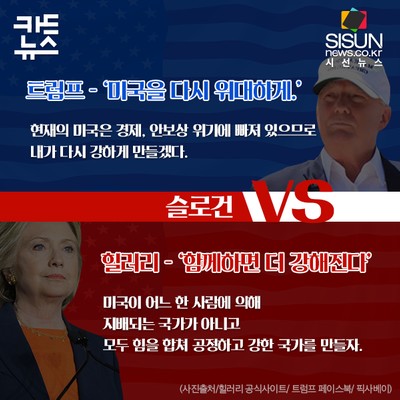 카드
뉴스
SISUN
news.co.kr
시선뉴스
트럼프 - ‘미국을 다시 위대하게.’
현재의 미국은 경제, 안보상 위기에 빠져 있으므로
내가 다시 강하게 만들겠다.
슬로건 VS
힐러리 - ‘함께하면 더 강해진다’
미국이 어느 한 사람에 의해
지배되는 국가가 아니고
모두 힘을 합쳐 공정하고 강한 국가를 만들자.
(사진출처/힐러리 공식사이트/ 트럼프 페이스북/ 픽사베이)